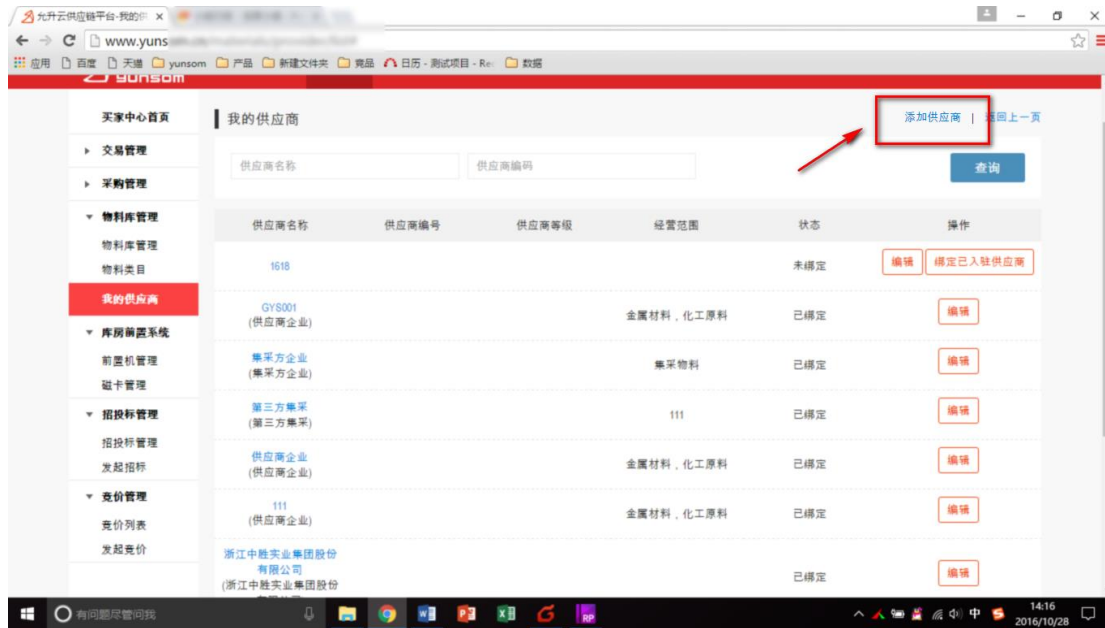 允升云供应链平台-我的供
www.yuns
应用 百度 天猫 yunsom 产品 新建文件夹 竞品 日历 - 测试项目 - Re 数据
yunsom
买家中心首页
交易管理
采购管理
物料库管理
物料库管理
物料类目
我的供应商
库房前置系统
前置机管理
磁卡管理
招投标管理
招投标管理
发起招标
竞价管理
竞价列表
发起竞价
我的供应商
添加供应商 | 返回上一页
供应商名称 供应商编码 查询
供应商名称 供应商编号 供应商等级 经营范围 状态 操作
1618 未绑定 编辑 绑定已入驻供应商
GYS001
(供应商企业) 金属材料，化工原料 已绑定 编辑
集采方企业
(集采方企业) 集采物料 已绑定 编辑
第三方集采
(第三方集采) 111 已绑定 编辑
供应商企业
(供应商企业) 金属材料，化工原料 已绑定 编辑
111
(供应商企业) 金属材料，化工原料 已绑定 编辑
浙江中胜实业集团股份
有限公司
(浙江中胜实业集团股份 已绑定 编辑
有问题尽管问我
中
14:16
2016/10/28